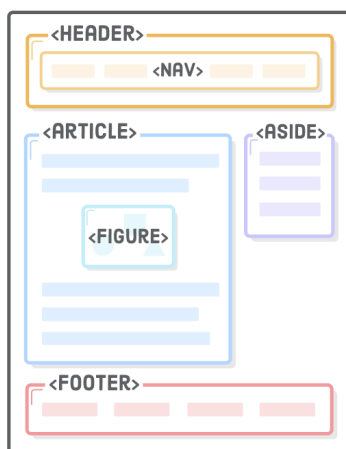 <HEADER>
<NAV>
<ARTICLE>
<ASIDE>
<FIGURE>
<FOOTER>